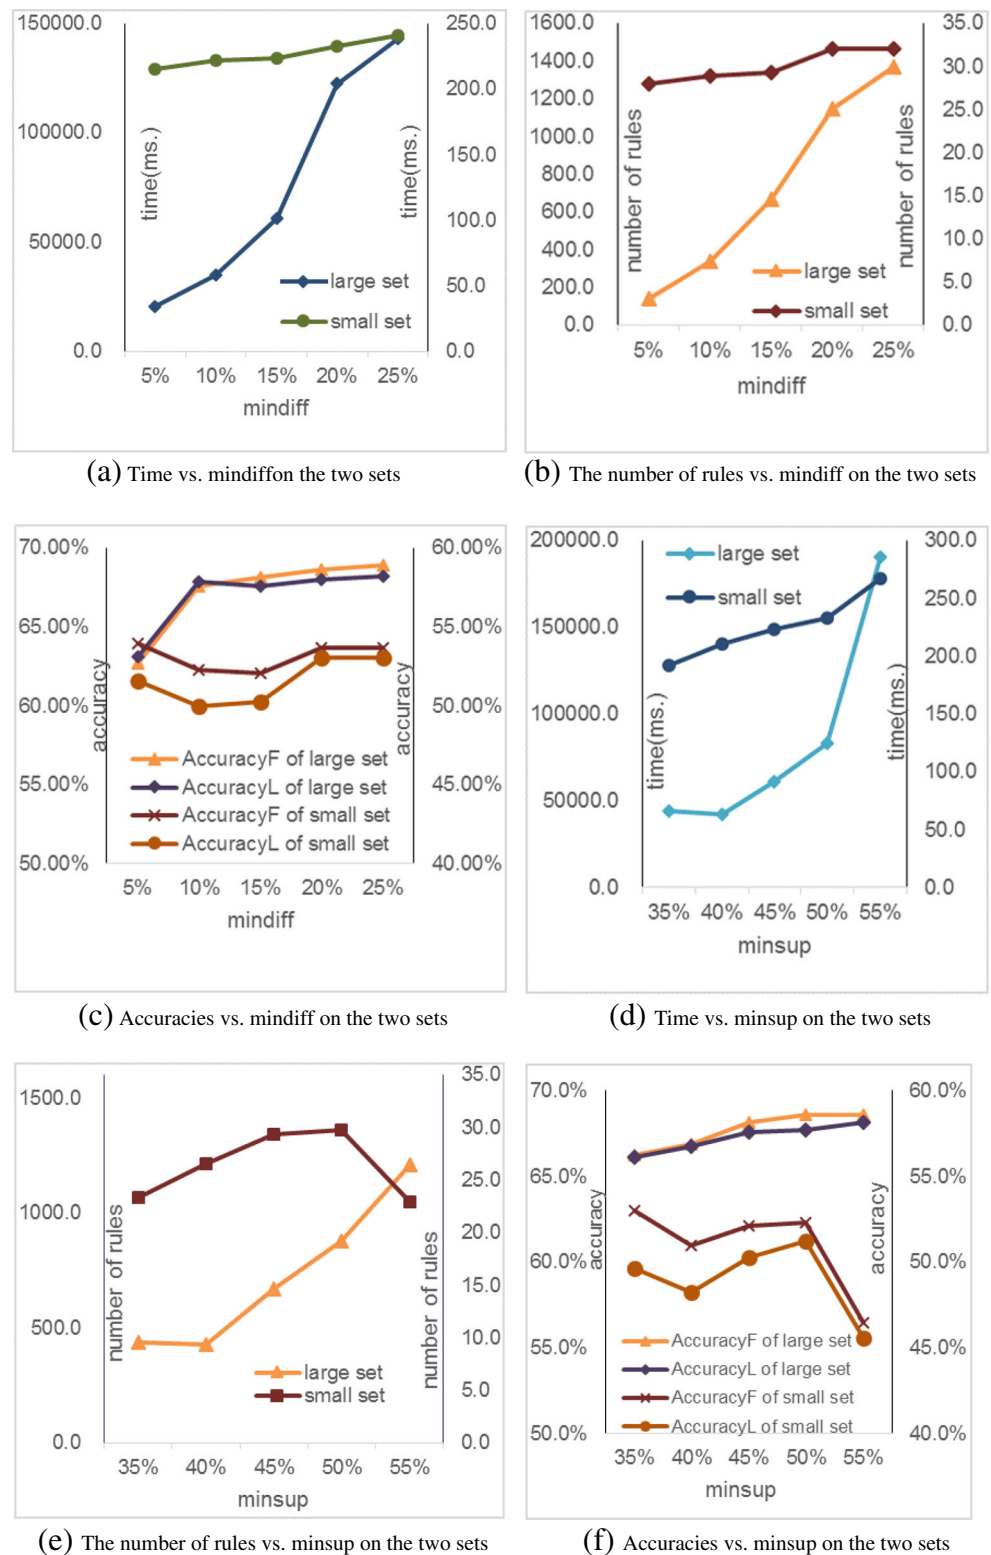 150000.0
100000.0
50000.0
0.0
time(ms.)
time(ms.)
250.0
200.0
150.0
100.0
50.0
0.0
large set
small set
5% 10% 15% 20% 25%
mindiff
(a) Time vs. mindiffon the two sets
1600.0
1400.0
1200.0
1000.0
800.0
600.0
400.0
200.0
0.0
number of rules
number of rules
35.0
30.0
25.0
20.0
15.0
10.0
5.0
0.0
large set
small set
5% 10% 15% 20% 25%
mindiff
(b) The number of rules vs. mindiff on the two sets
70.00%
65.00%
60.00%
55.00%
50.00%
accuracy
accuracy
60.00%
55.00%
50.00%
45.00%
40.00%
AccuracyF of large set
AccuracyL of large set
AccuracyF of small set
AccuracyL of small set
5% 10% 15% 20% 25%
mindiff
(c) Accuracies vs. mindiff on the two sets
200000.0
150000.0
100000.0
50000.0
0.0
large set
small set
time(ms.)
time(ms.)
300.0
250.0
200.0
150.0
100.0
50.0
0.0
35% 40% 45% 50% 55%
minsup
(d) Time vs. minsup on the two sets
1500.0
1000.0
500.0
0.0
number of rules
number of rules
35.0
30.0
25.0
20.0
15.0
10.0
5.0
0.0
large set
small set
35% 40% 45% 50% 55%
minsup
(e) The number of rules vs. minsup on the two sets
70.0%
65.0%
60.0%
55.0%
50.0%
accuracy
accuracy
60.0%
55.0%
50.0%
45.0%
40.0%
AccuracyF of large set
AccuracyL of large set
AccuracyF of small set
AccuracyL of small set
35% 40% 45% 50% 55%
minsup
(f) Accuracies vs. minsup on the two sets